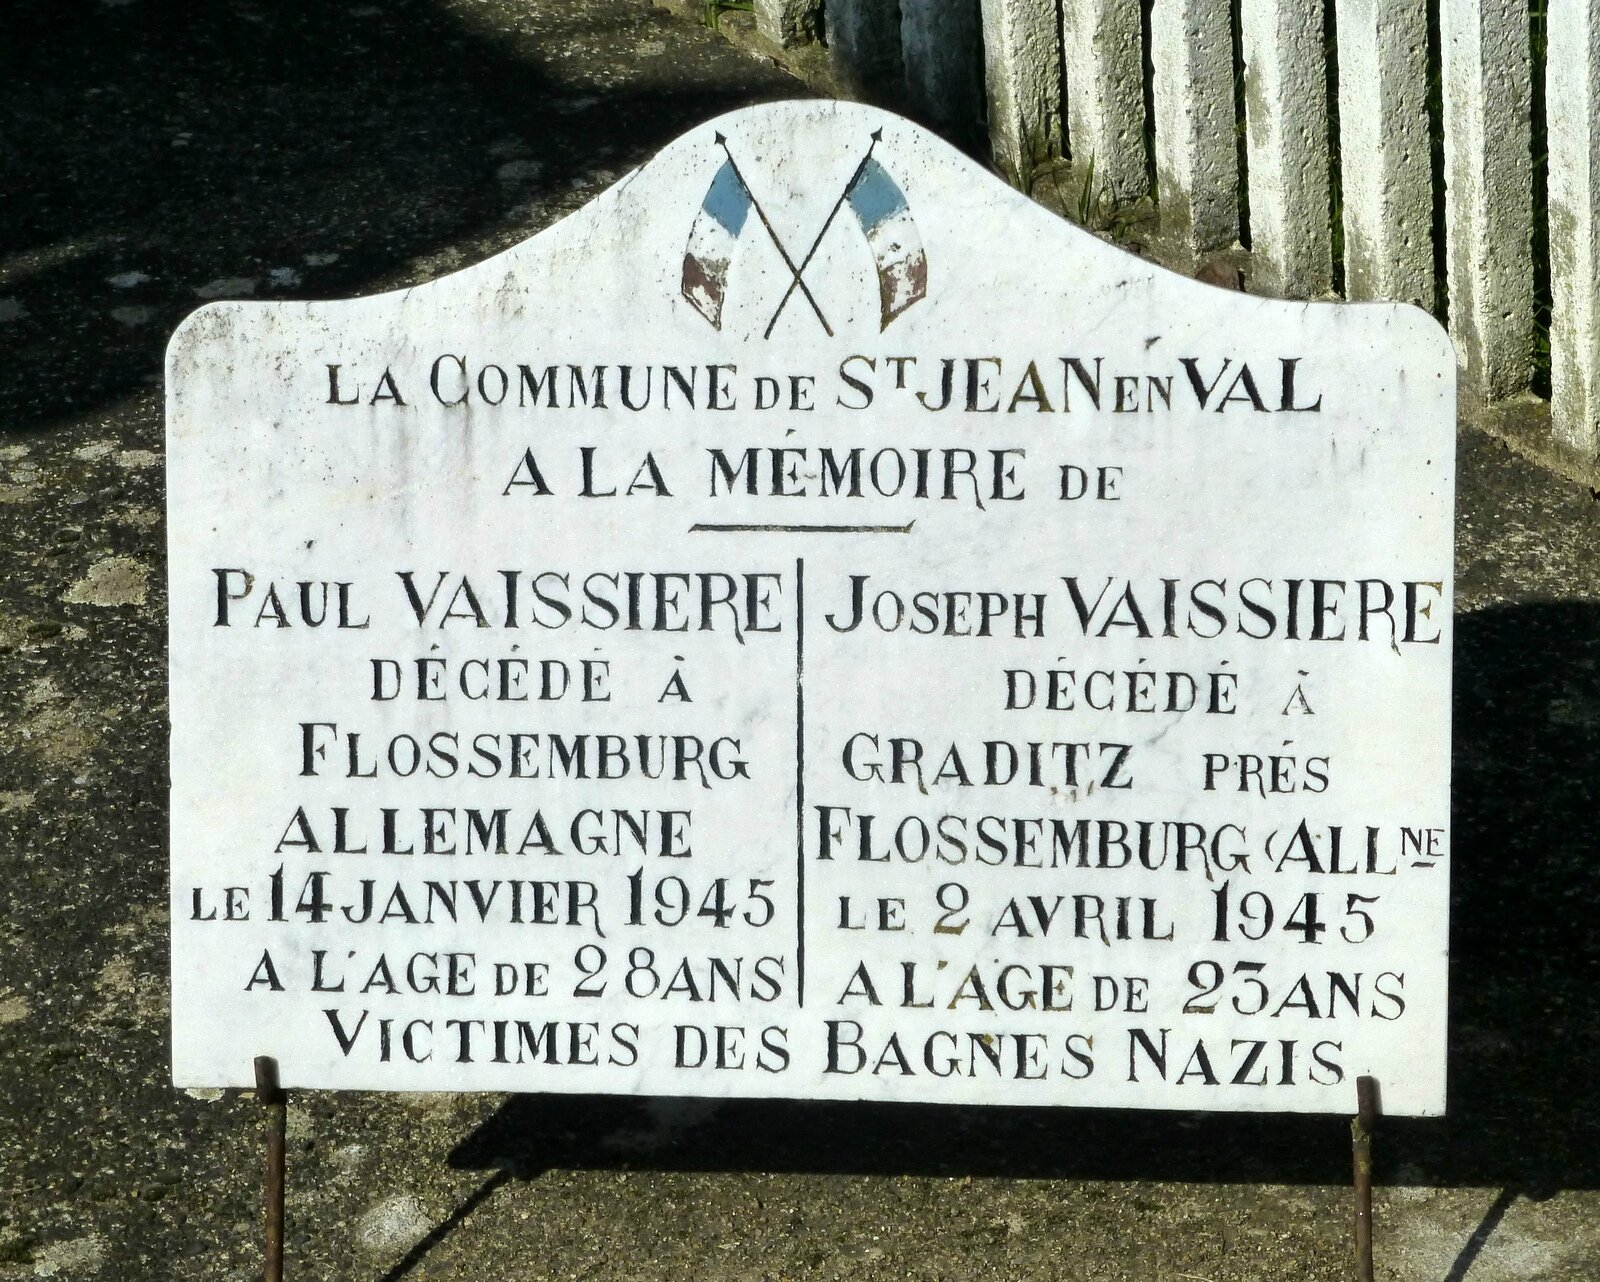 LA COMMUNE DE ST JEAN EN VAL
A LA MÉMOIRE DE
PAUL VAISSIERE
DÉCÉDÉ À
FLOSSEMBURG
ALLEMAGNE
LE 14 JANVIER 1945
A L'AGE DE 28 ANS
JOSEPH VAISSIERE
DÉCÉDÉ À
GRADITZ PRÉS
FLOSSEMBURG (ALLNE
LE 2 AVRIL 1945
A L'AGE DE 23 ANS
VICTIMES DES BAGNES NAZIS